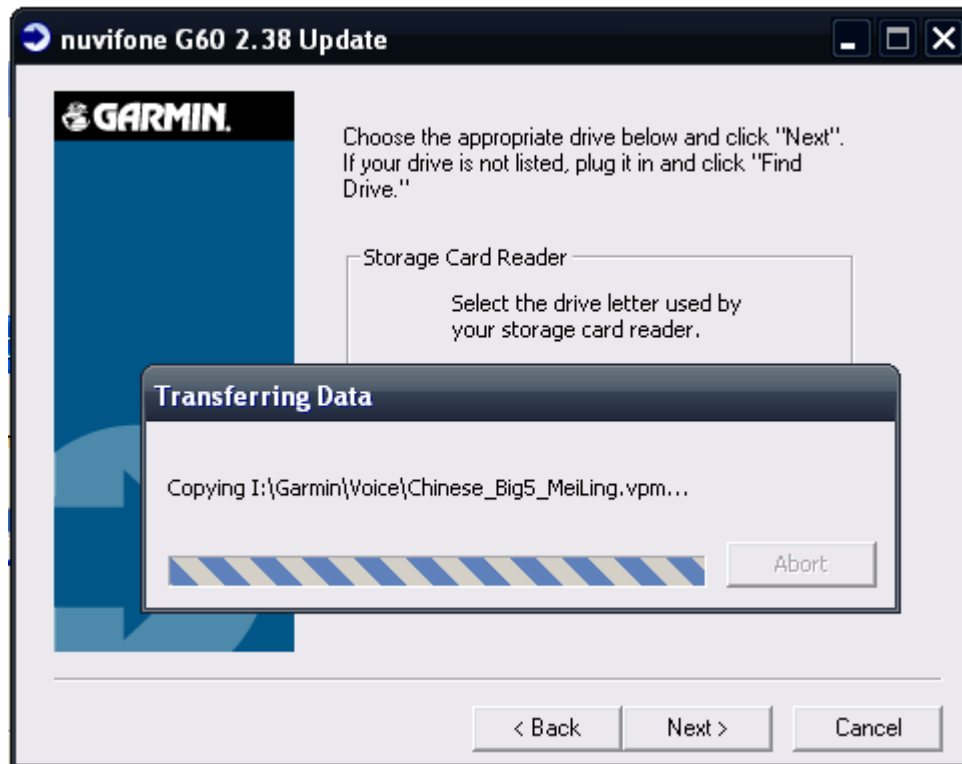 nuvifone G60 2.38 Update
GARMIN.
Choose the appropriate drive below and click "Next".
If your drive is not listed, plug it in and click "Find
Drive."
Storage Card Reader
Select the drive letter used by
your storage card reader.
Transferring Data
Copying I:\Garmin\Voice\Chinese_Big5_MeiLing.vpm...
Abort
< Back
Next >
Cancel